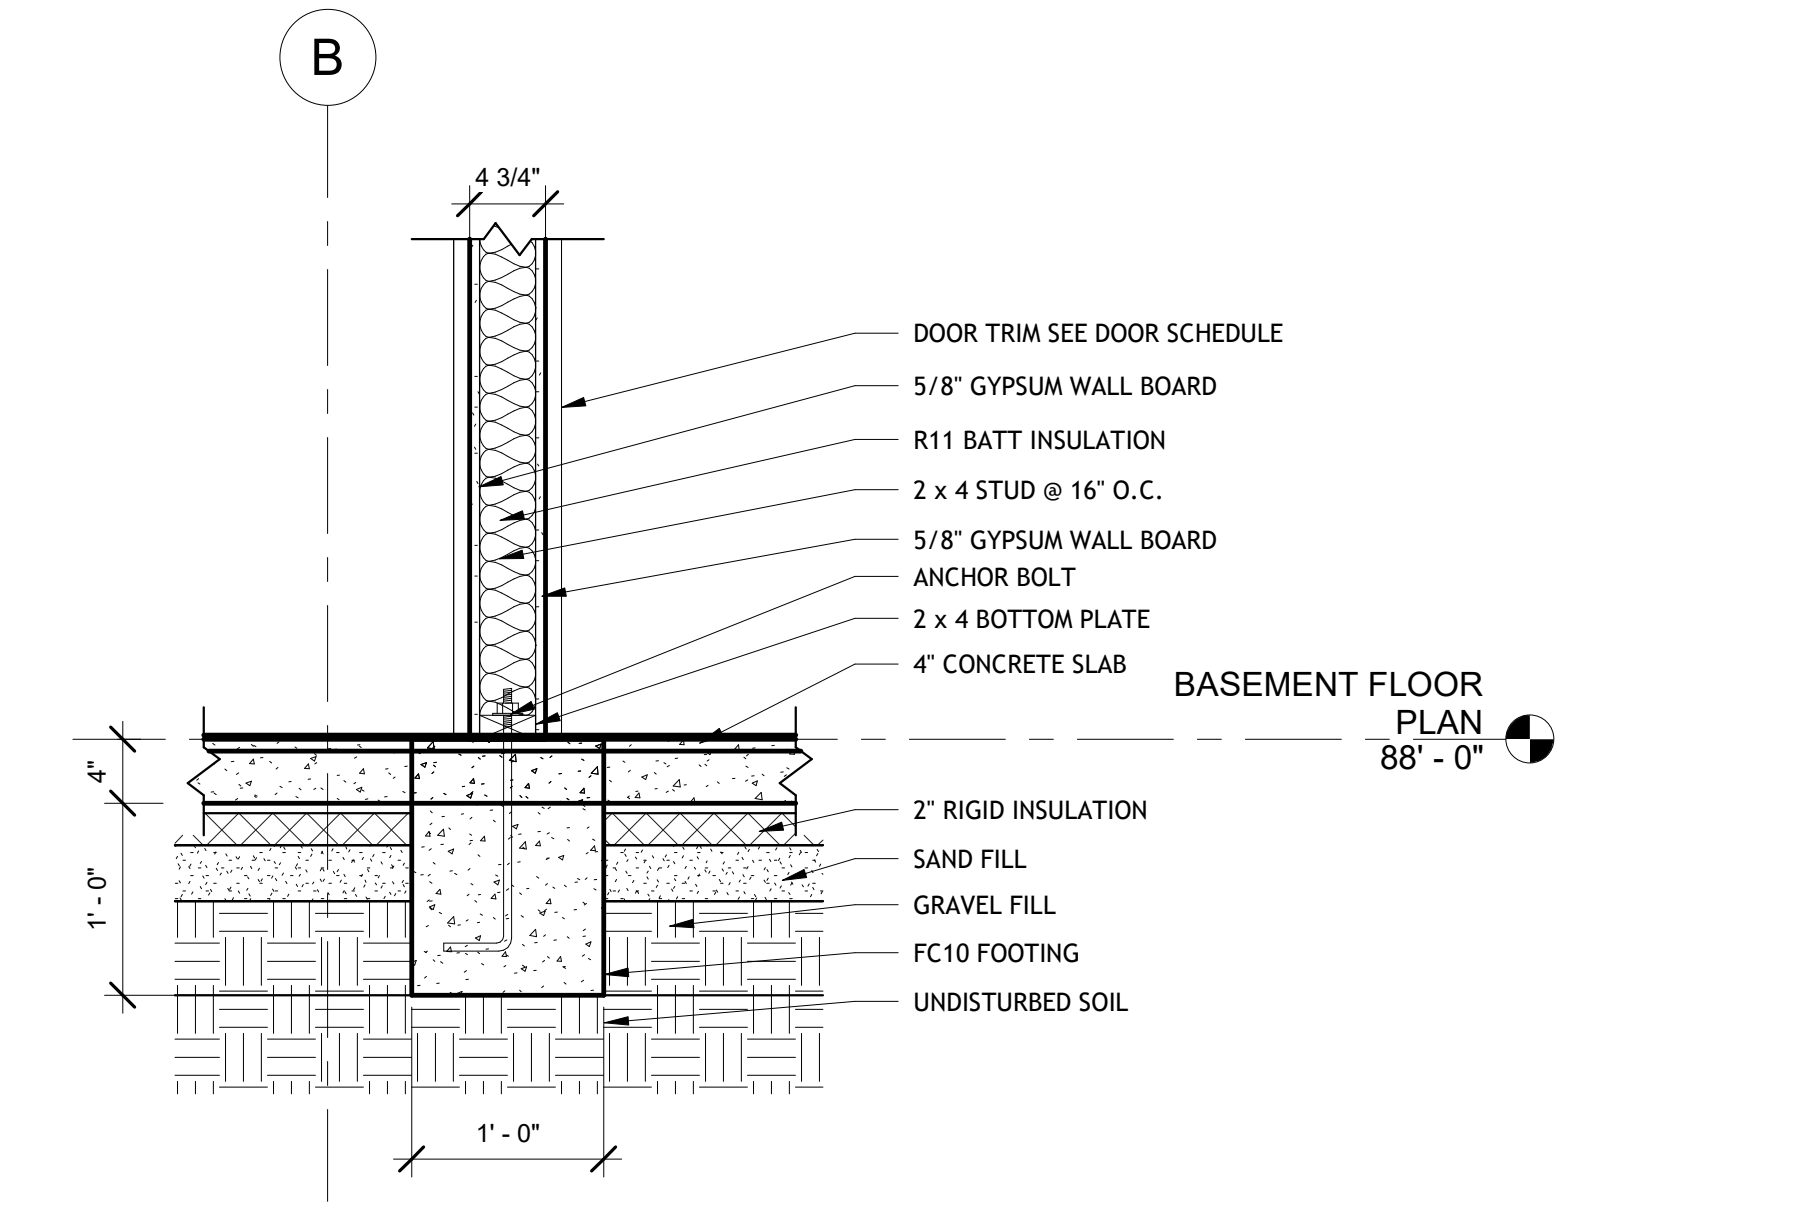 B
4 3/4"
DOOR TRIM SEE DOOR SCHEDULE
5/8" GYPSUM WALL BOARD
R11 BATT INSULATION
2 x 4 STUD @ 16" O.C.
5/8" GYPSUM WALL BOARD
ANCHOR BOLT
2 x 4 BOTTOM PLATE
4" CONCRETE SLAB
BASEMENT FLOOR
PLAN
88' - 0"
4"
2" RIGID INSULATION
SAND FILL
1' - 0"
GRAVEL FILL
FC10 FOOTING
UNDISTURBED SOIL
1' - 0"